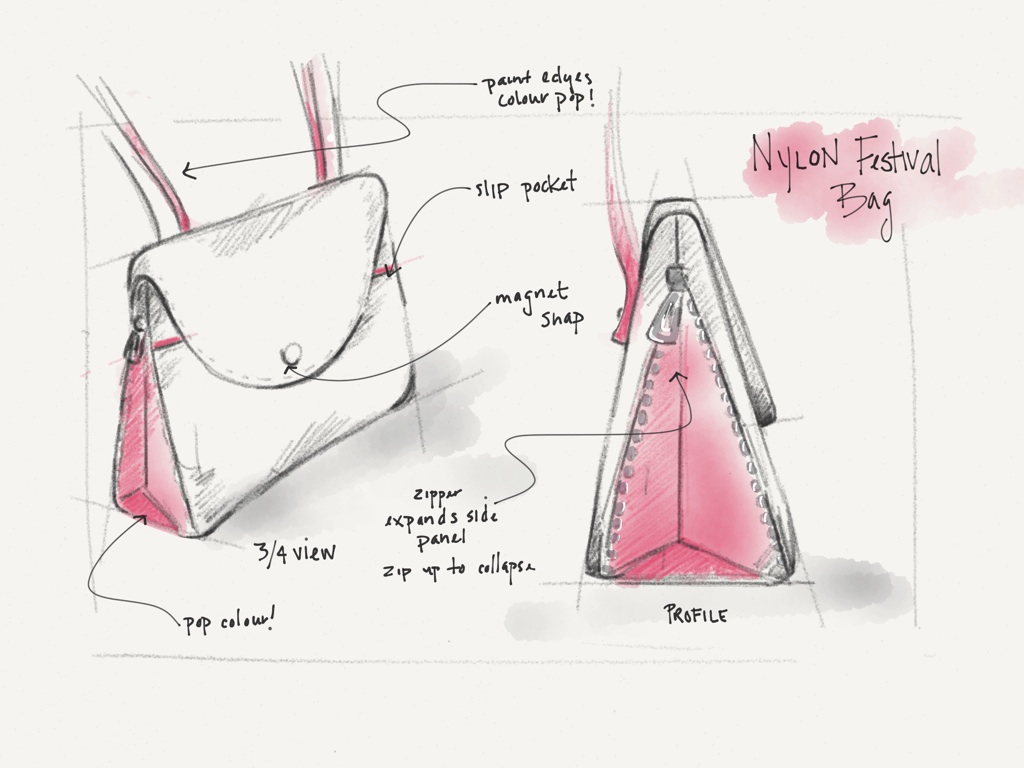 paint edges
colour pop!
slip pocket
NYLON Festival
Bag
magnet
snap
zipper
expands side
panel
zip up to collapse
3/4 view
pop colour!
PROFILE